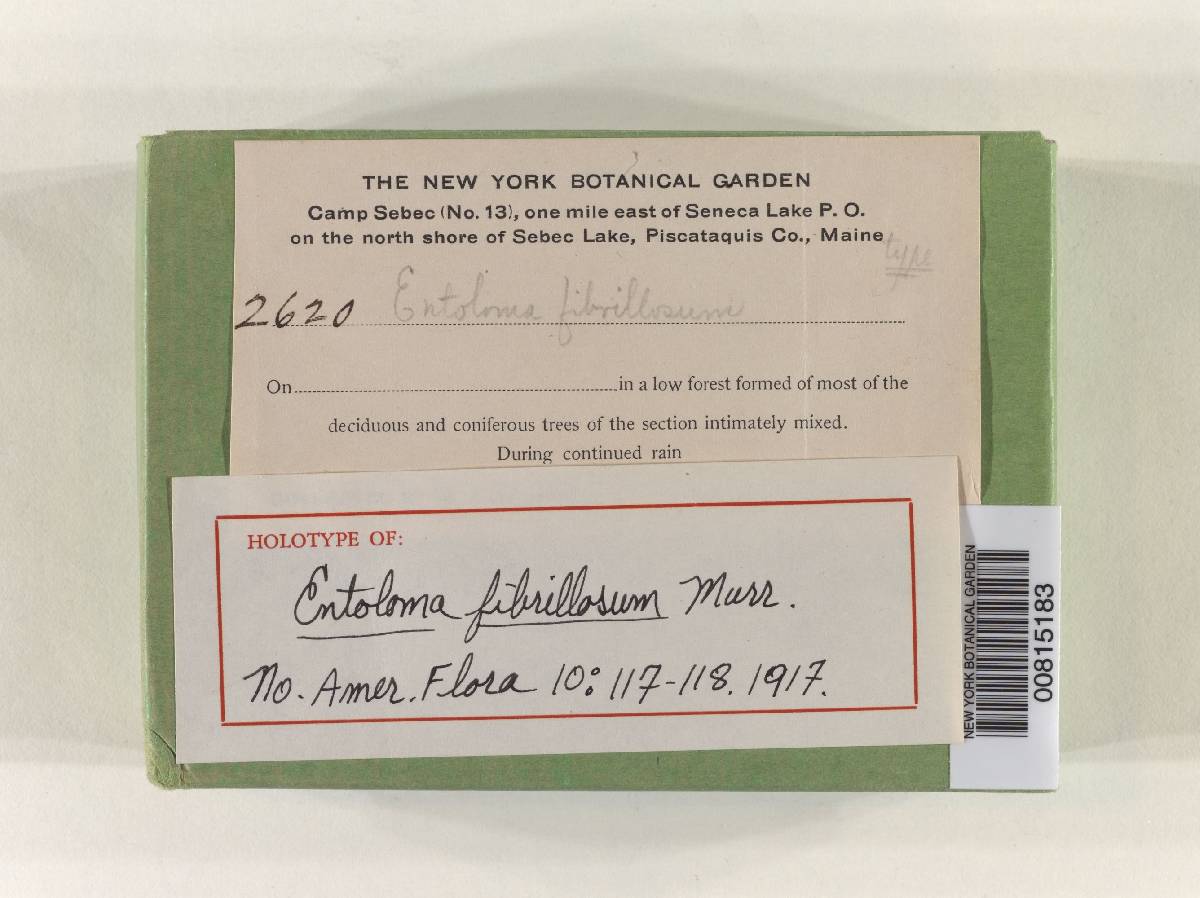 THE NEW YORK BOTANICAL GARDEN
Camp Sebec (No. 13), one mile east of Seneca Lake P. O.
on the north shore of Sebec Lake, Piscataquis Co., Maine
type
2620 Entoloma fibrillosum
On in a low forest formed of most of the
deciduous and coniferous trees of the section intimately mixed.
During continued rain
HOLOTYPE OF:
Entoloma fibrillosum Murr.
No. Amer. Flora 10: 117-118. 1917.
NEW YORK BOTANICAL GARDEN
00815183